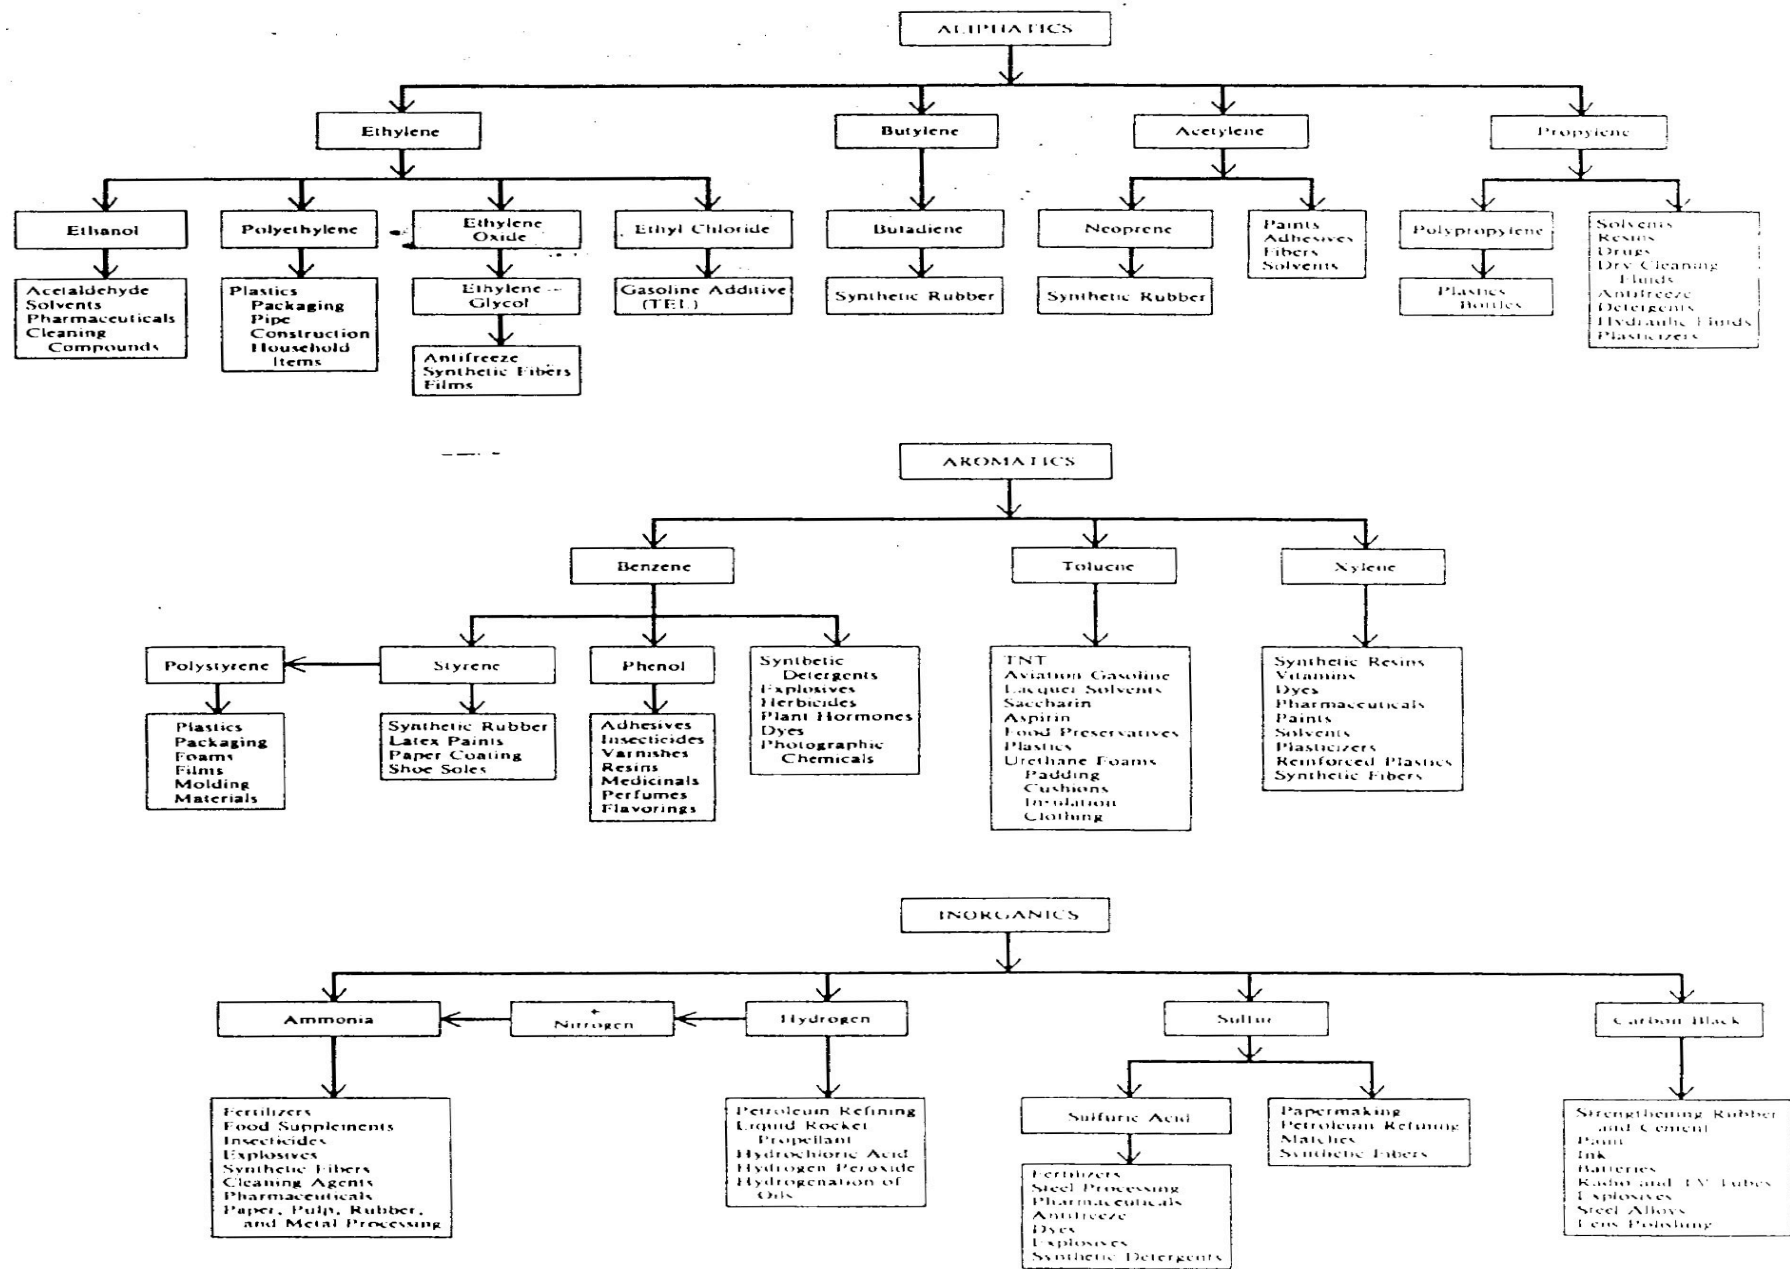 ALIPHATICS
Ethylene
Butylene
Acetylene
Propylene
Ethanol
Polyethylene
Ethylene
Oxide
Ethyl Chloride
Butadiene
Neoprene
Paints
Adhesives
Fibers
Solvents
Polypropylene
Solvents
Resins
Drugs
Dry Cleaning
Fluids
Antifreeze
Detergents
Hydraulic Fluids
Plasticizers
Acetaldehyde
Solvents
Pharmaceuticals
Cleaning
Compounds
Plastics
Packaging
Pipe
Construction
Household
Items
Ethylene
Glycol
Gasoline Additive
(TEL)
Synthetic Rubber
Synthetic Rubber
Plastics
Bottles
Antifreeze
Synthetic Fibers
Films
AROMATICS
Benzene
Toluene
Xylene
Polystyrene
Styrene
Phenol
Synthetic
Detergents
Explosives
Herbicides
Plant Hormones
Dyes
Photographic
Chemicals
TNT
Aviation Gasoline
Lacquer Solvents
Saccharin
Aspirin
Food Preservatives
Plastics
Urethane Foams
Padding
Cushions
Insulation
Clothing
Synthetic Resins
Vitamins
Dyes
Pharmaceuticals
Paints
Solvents
Plasticizers
Reinforced Plastics
Synthetic Fibers
Plastics
Packaging
Foams
Films
Molding
Materials
Synthetic Rubber
Latex Paints
Paper Coating
Shoe Soles
Adhesives
Insecticides
Varnishes
Resins
Medicinals
Perfumes
Flavorings
INORGANICS
Ammonia
+
Nitrogen
Hydrogen
Sulfur
Carbon Black
Fertilizers
Food Supplements
Insecticides
Explosives
Synthetic Fibers
Cleaning Agents
Pharmaceuticals
Paper, Pulp, Rubber,
and Metal Processing
Petroleum Refining
Liquid Rocket
Propellant
Hydrochloric Acid
Hydrogen Peroxide
Hydrogenation of
Oils
Sulfuric Acid
Papermaking
Petroleum Refining
Matches
Synthetic Fibers
Fertilizers
Steel Processing
Pharmaceuticals
Antifreeze
Dyes
Explosives
Synthetic Detergents
Strengthening Rubber
and Cement
Paint
Ink
Batteries
Radio and TV Tubes
Explosives
Steel Alloys
Lens Polishing